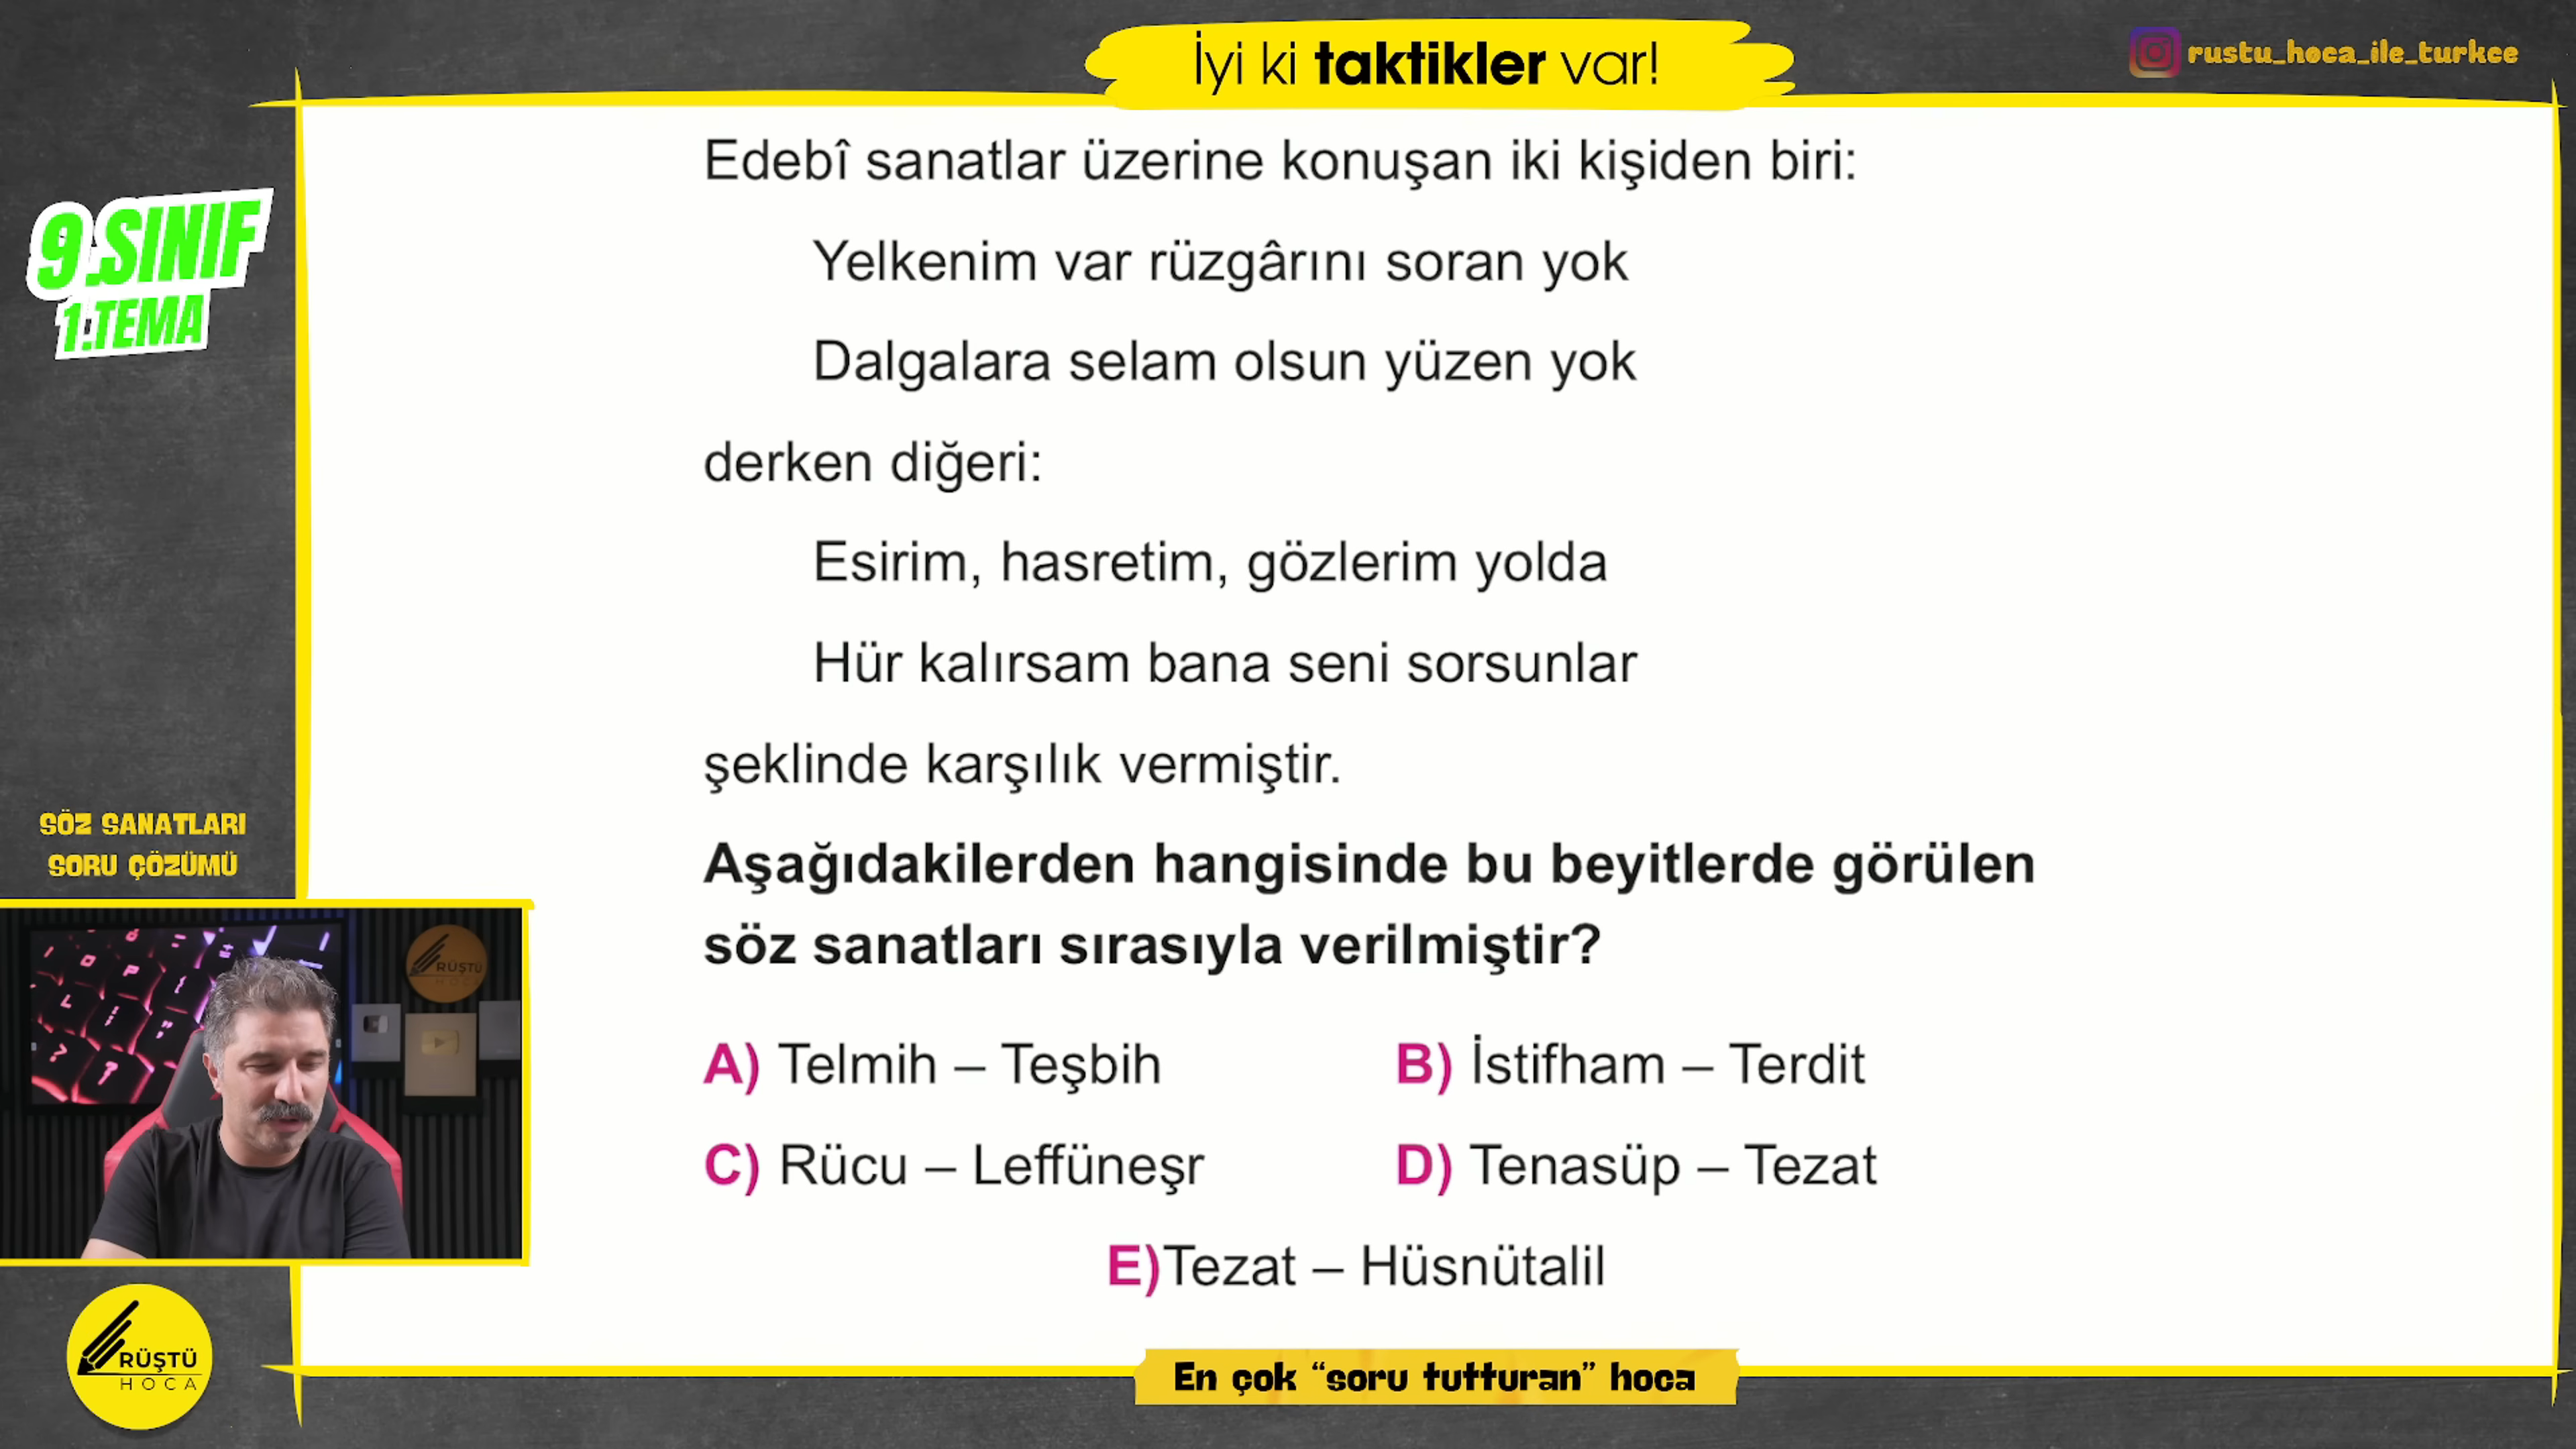 İyi ki taktikler var!
rustu_hoca_ile_turkce
9.SINIF
1.TEMA
Edebî sanatlar üzerine konuşan iki kişiden biri:
Yelkenim var rüzgârını soran yok
Dalgalara selam olsun yüzen yok
derken diğeri:
Esirim, hasretim, gözlerim yolda
Hür kalırsam bana seni sorsunlar
şeklinde karşılık vermiştir.
Aşağıdakilerden hangisinde bu beyitlerde görülen
söz sanatları sırasıyla verilmiştir?
A) Telmih – Teşbih
B) İstifham – Terdit
C) Rücu – Leffüneşr
D) Tenasüp – Tezat
E)Tezat – Hüsnütalil
SÖZ SANATLARI
SORU ÇÖZÜMÜ
RÜŞTÜ
HOCA
RÜŞTÜ
HOCA
En çok “soru tutturan” hoca